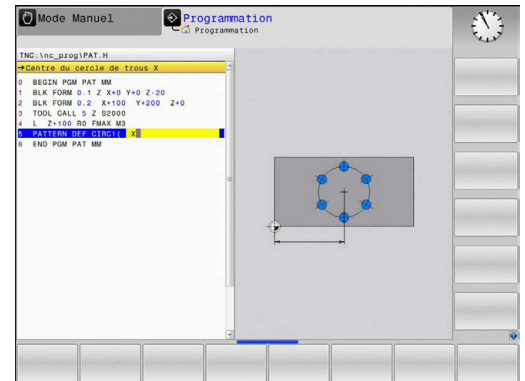 Mode Manuel
Programmation
Programmation
TNC:\nc_prog\PAT.H
→Centre du cercle de trous X
0 BEGIN PGM PAT MM
1 BLK FORM 0.1 Z X+0 Y+0 Z-20
2 BLK FORM 0.2 X+100 Y+200 Z+0
3 TOOL CALL 5 Z S2000
4 L Z+100 R0 FMAX M3
5 PATTERN DEF CIRC1( X
6 END PGM PAT MM